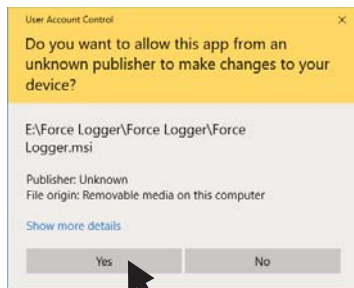 User Account Control
Do you want to allow this app from an
unknown publisher to make changes to your
device?
E:\Force Logger\Force Logger\Force
Logger.msi
Publisher: Unknown
File origin: Removable media on this computer
Show more details
Yes
No